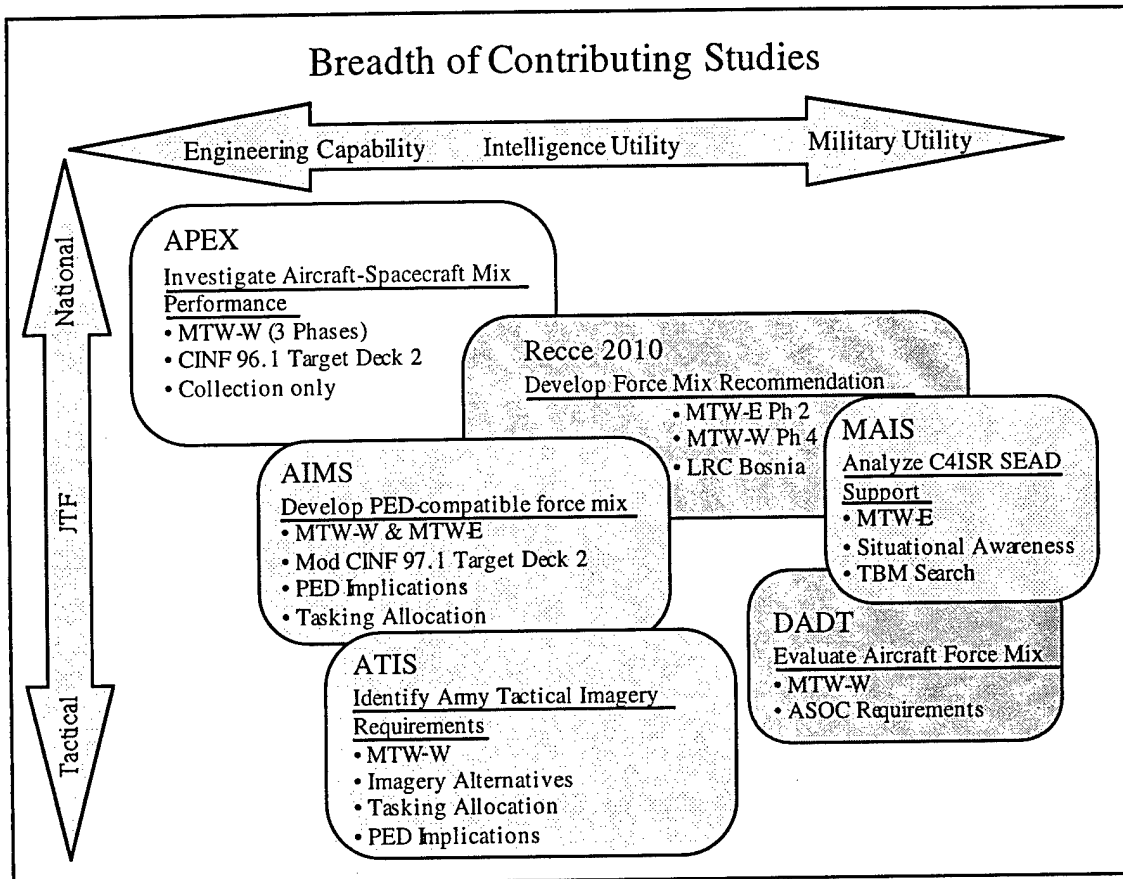 Breadth of Contributing Studies
Engineering Capability
Intelligence Utility
Military Utility
National
JTF
Tactical
APEX
Investigate Aircraft-Spacecraft Mix
Performance
• MTW-W (3 Phases)
• CINF 96.1 Target Deck 2
• Collection only
Recce 2010
Develop Force Mix Recommendation
• MTW-E Ph 2
• MTW-W Ph 4
• LRC Bosnia
MAIS
Analyze C4ISR SEAD
Support
• MTW-E
• Situational Awareness
• TBM Search
AIMS
Develop PED-compatible force mix
• MTW-W & MTW-E
• Mod CINF 97.1 Target Deck 2
• PED Implications
• Tasking Allocation
DADT
Evaluate Aircraft Force Mix
• MTW-W
• ASOC Requirements
ATIS
Identify Army Tactical Imagery
Requirements
• MTW-W
• Imagery Alternatives
• Tasking Allocation
• PED Implications